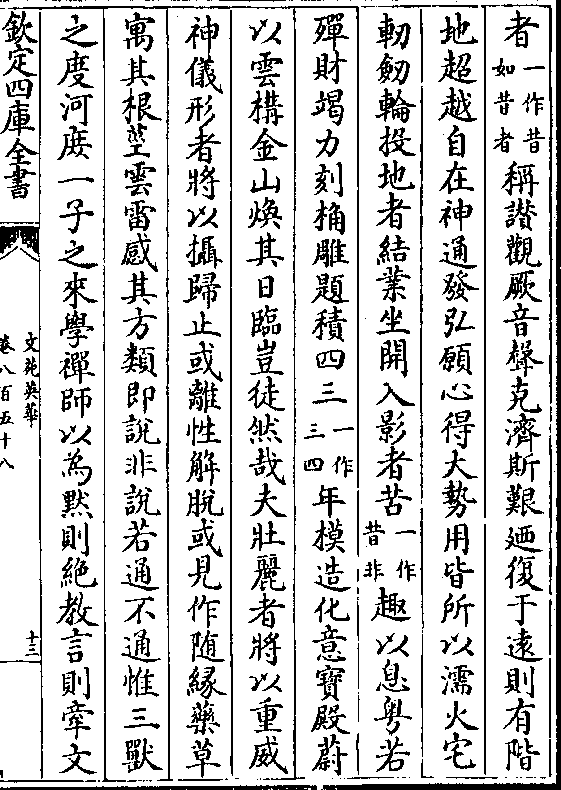 者一作昔如昔者稱讃觀厥音聲克濟斯艱廼復于遠則有階
地超越自在神通發弘願心得大勢用皆所以濡火宅
軔劔輪投地者結業坐開入影者苦一作昔非趣以息粤若
殫財竭力刻桷雕題積四三一作三四年模造化意寶殿蔚
以雲構金山煥其日臨豈徒然哉夫壯麗者將以重威
神儀形者將以攝歸止或離性解脫或見作随緣藥草
寓其根莖雲雷感其方類即說非說若通不通惟三獸
之度河庻一子之來學禪師以為默則絶教言則牽文
欽定四庫全書
文苑英華
卷八百五十八
十三